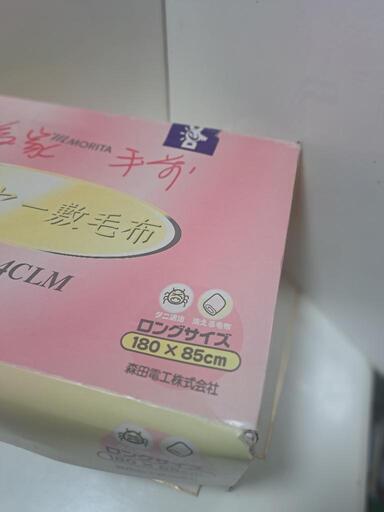 MORITA
手前
ー敷毛布
4CLM
ダニ退治 洗える毛布
ロングサイズ
180×85cm
森田電工株式会社
ロングサイズ